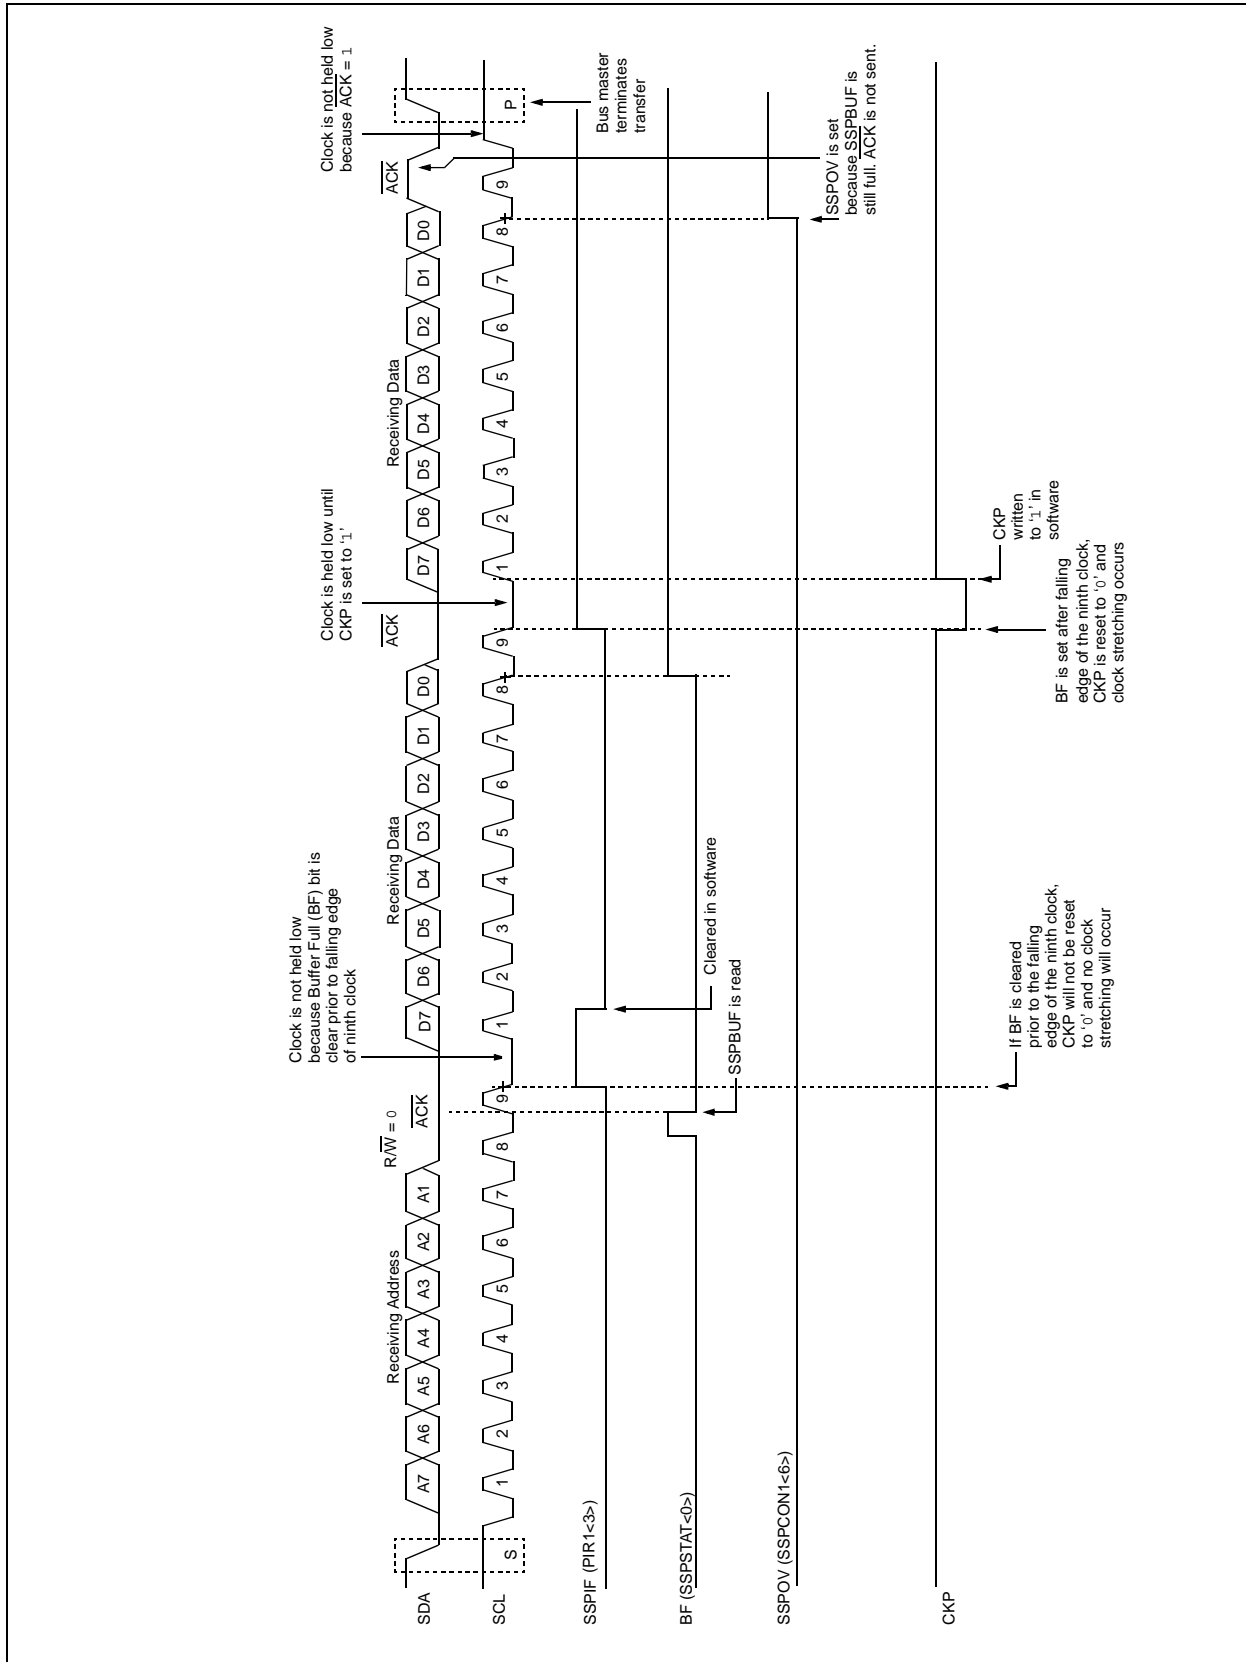 Clock is not held low
because Buffer Full (BF) bit is
clear prior to falling edge
of ninth clock
Clock is held low until
CKP is set to ‘1’
Clock is not held low
because ACK = 1
Receiving Address
R/W = 0
ACK
Receiving Data
ACK
Receiving Data
ACK
SDA
A7 A6 A5 A4 A3 A2 A1
D7 D6 D5 D4 D3 D2 D1 D0
D7 D6 D5 D4 D3 D2 D1 D0
SCL
S
1 2 3 4 5 6 7 8 9
1 2 3 4 5 6 7 8 9
1 2 3 4 5 6 7 8 9
P
SSPIF (PIR1<3>)
Bus master
terminates
transfer
BF (SSPSTAT<0>)
Cleared in software
SSPBUF is read
SSPOV (SSPCON1<6>)
SSPOV is set
because SSPBUF is
still full. ACK is not sent.
CKP
CKP
written
to ‘1’ in
software
If BF is cleared
prior to the falling
edge of the ninth clock,
CKP will not be reset
to ‘0’ and no clock
stretching will occur
BF is set after falling
edge of the ninth clock,
CKP is reset to ‘0’ and
clock stretching occurs